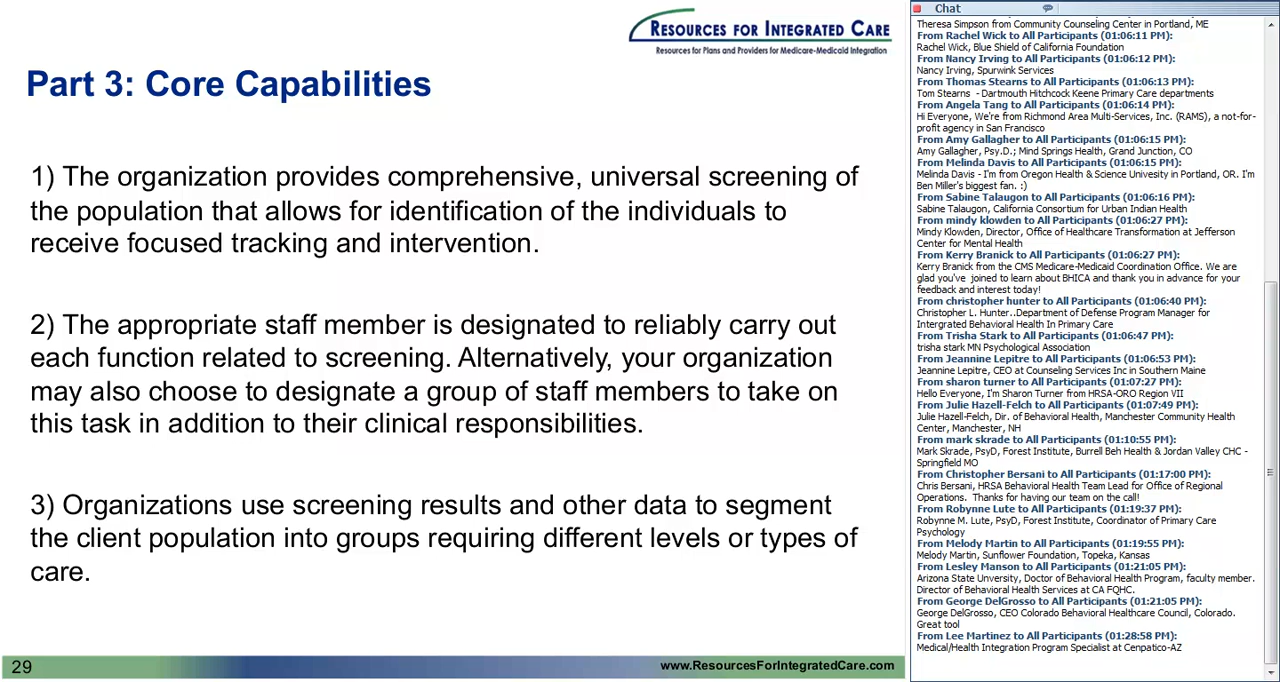 RESOURCES FOR INTEGRATED CARE
Resources for Plans and Providers for Medicare-Medicaid Integration
Part 3: Core Capabilities
1) The organization provides comprehensive, universal screening of
the population that allows for identification of the individuals to
receive focused tracking and intervention.
2) The appropriate staff member is designated to reliably carry out
each function related to screening. Alternatively, your organization
may also choose to designate a group of staff members to take on
this task in addition to their clinical responsibilities.
3) Organizations use screening results and other data to segment
the client population into groups requiring different levels or types of
care.
29
www.ResourcesForIntegratedCare.com
Chat
Theresa Simpson from Community Counseling Center in Portland, ME
From Rachel Wick to All Participants (01:06:11 PM):
Rachel Wick, Blue Shield of California Foundation
From Nancy Irving to All Participants (01:06:12 PM):
Nancy Irving, Spurwink Services
From Thomas Stearns to All Participants (01:06:13 PM):
Tom Stearns  - Dartmouth Hitchcock Keene Primary Care departments
From Angela Tang to All Participants (01:06:14 PM):
Hi Everyone, We're from Richmond Area Multi-Services, Inc. (RAMS), a not-for-
profit agency in San Francisco
From Amy Gallagher to All Participants (01:06:15 PM):
Amy Gallagher, Psy.D.; Mind Springs Health, Grand Junction, CO
From Melinda Davis to All Participants (01:06:15 PM):
Melinda Davis - I'm from Oregon Health & Science Univesity in Portland, OR. I'm
Ben Miller's biggest fan. :)
From Sabine Talaugon to All Participants (01:06:16 PM):
Sabine Talaugon, California Consortium for Urban Indian Health
From mindy klowden to All Participants (01:06:27 PM):
Mindy Klowden, Director, Office of Healthcare Transformation at Jefferson
Center for Mental Health
From Kerry Branick to All Participants (01:06:27 PM):
Kerry Branick from the CMS Medicare-Medicaid Coordination Office. We are
glad you've  joined to learn about BHICA and thank you in advance for your
feedback and interest today!
From christopher hunter to All Participants (01:06:40 PM):
Christopher L. Hunter..Department of Defense Program Manager for
Intergrated Behavioral Health In Primary Care
From Trisha Stark to All Participants (01:06:47 PM):
trisha stark MN Psychological Association
From Jeannine Lepitre to All Participants (01:06:53 PM):
Jeannine Lepitre, CEO at Counseling Services Inc in Southern Maine
From sharon turner to All Participants (01:07:27 PM):
Hello Everyone, I'm Sharon Turner from HRSA-ORO Region VII
From Julie Hazell-Felch to All Participants (01:07:49 PM):
Julie Hazell-Felch, Dir. of Behavioral Health, Manchester Community Health
Center, Manchester, NH
From mark skrade to All Participants (01:10:55 PM):
Mark Skrade, PsyD, Forest Institute, Burrell Beh Health & Jordan Valley CHC -
Springfield MO
From Christopher Bersani to All Participants (01:17:00 PM):
Chris Bersani, HRSA Behavioral Health Team Lead for Office of Regional
Operations.  Thanks for having our team on the call!
From Robynne Lute to All Participants (01:19:37 PM):
Robynne M. Lute, PsyD, Forest Institute, Coordinator of Primary Care
Psychology
From Melody Martin to All Participants (01:19:55 PM):
Melody Martin, Sunflower Foundation, Topeka, Kansas
From Lesley Manson to All Participants (01:21:05 PM):
Arizona State Unversity, Doctor of Behavioral Health Program, faculty member.
Director of Behavioral Health Services at CA FQHC.
From George DelGrosso to All Participants (01:21:05 PM):
George DelGrosso, CEO Colorado Behavioral Healthcare Council, Colorado.
Great tool
From Lee Martinez to All Participants (01:28:58 PM):
Medical/Health Integration Program Specialist at Cenpatico-AZ